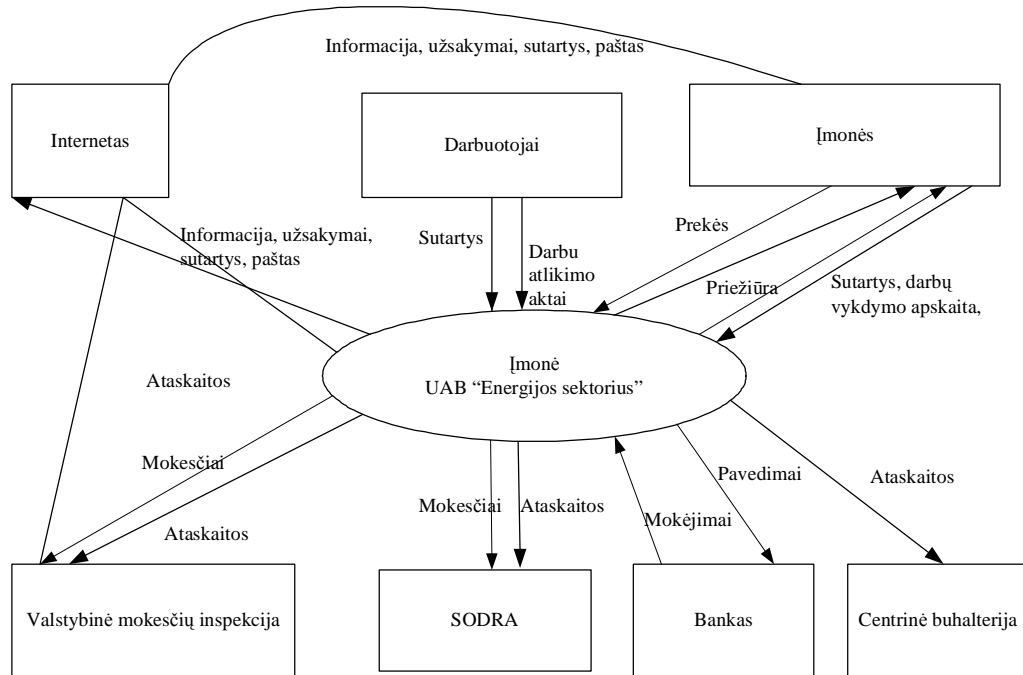 Informacija, užsakymai, sutartys, paštas
Internetas
Darbuotojai
Įmonės
Informacija, užsakymai,
sutartys, paštas
Sutartys
Darbu
atlikimo
aktai
Prekės
Priežiūra
Sutartys, darbų
vykdymo apskaita,
Įmonė
UAB “Energijos sektorius”
Ataskaitos
Mokesčiai
Ataskaitos
Mokesčiai
Ataskaitos
Mokėjimai
Pavedimai
Ataskaitos
Valstybinė mokesčių inspekcija
SODRA
Bankas
Centrinė buhalterija